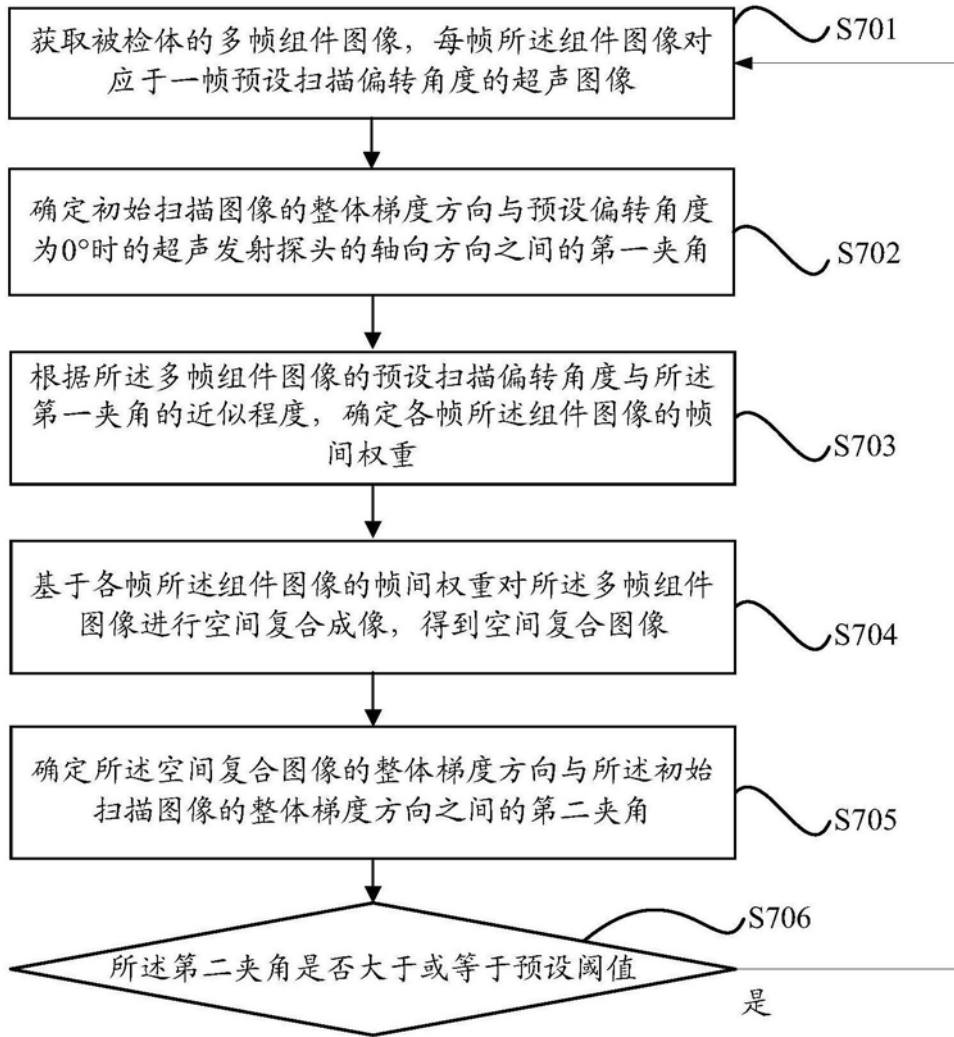 获取被检体的多帧组件图像，每帧所述组件图像对
应于一帧预设扫描偏转角度的超声图像
S701
确定初始扫描图像的整体梯度方向与预设偏转角度
为0°时的超声发射探头的轴向方向之间的第一夹角
S702
根据所述多帧组件图像的预设扫描偏转角度与所述
第一夹角的近似程度，确定各帧所述组件图像的帧
间权重
S703
基于各帧所述组件图像的帧间权重对所述多帧组件
图像进行空间复合成像，得到空间复合图像
S704
确定所述空间复合图像的整体梯度方向与所述初始
扫描图像的整体梯度方向之间的第二夹角
S705
S706
所述第二夹角是否大于或等于预设阈值
是